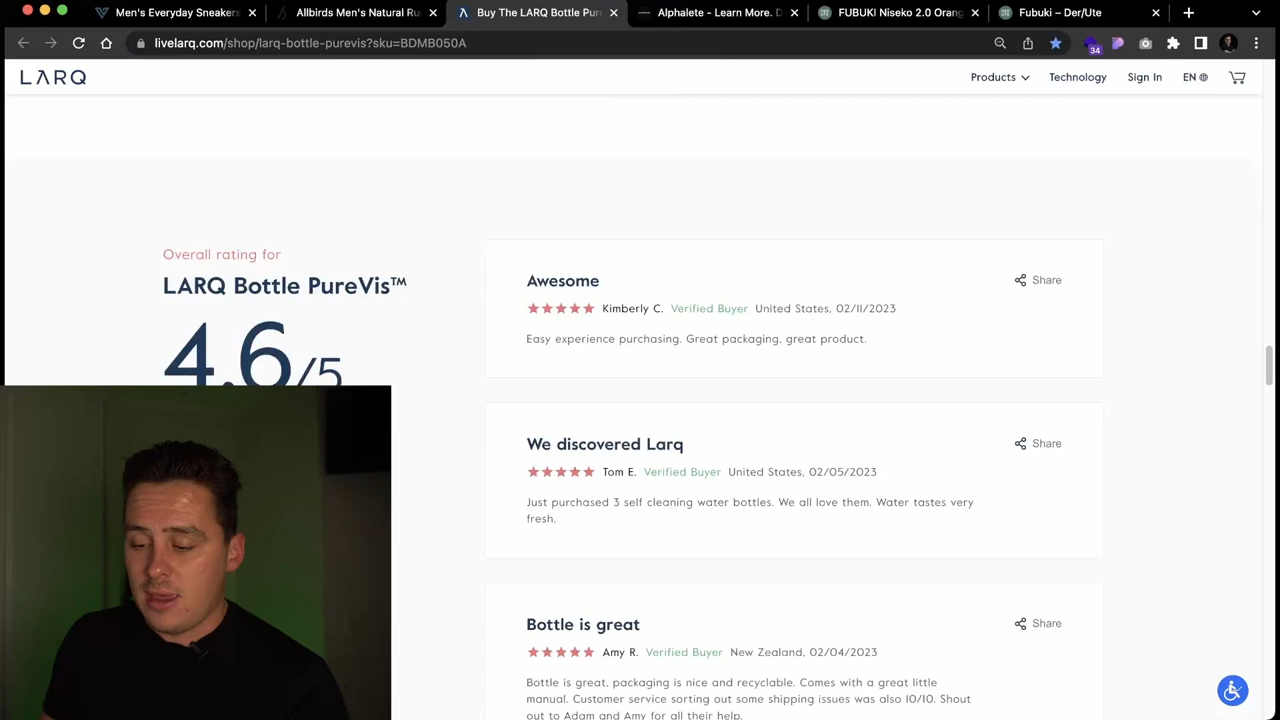 Men's Everyday Sneakers
Allbirds Men's Natural Ru
Buy The LARQ Bottle Pur
Alphalete - Learn More. D
FUBUKI Niseko 2.0 Orang
Fubuki – Der/Ute
livelarq.com/shop/larq-bottle-purevis?sku=BDMB050A
34
LARQ
Products
Technology
Sign In
EN
Overall rating for
LARQ Bottle PureVis™
4.6/5
Awesome
Share
Kimberly C. Verified Buyer United States, 02/11/2023
Easy experience purchasing. Great packaging, great product.
We discovered Larq
Share
Tom E. Verified Buyer United States, 02/05/2023
Just purchased 3 self cleaning water bottles. We all love them. Water tastes very
fresh.
Bottle is great
Share
Amy R. Verified Buyer New Zealand, 02/04/2023
Bottle is great, packaging is nice and recyclable. Comes with a great little
manual. Customer service sorting out some shipping issues was also 10/10. Shout
out to Adam and Amy for all their help.